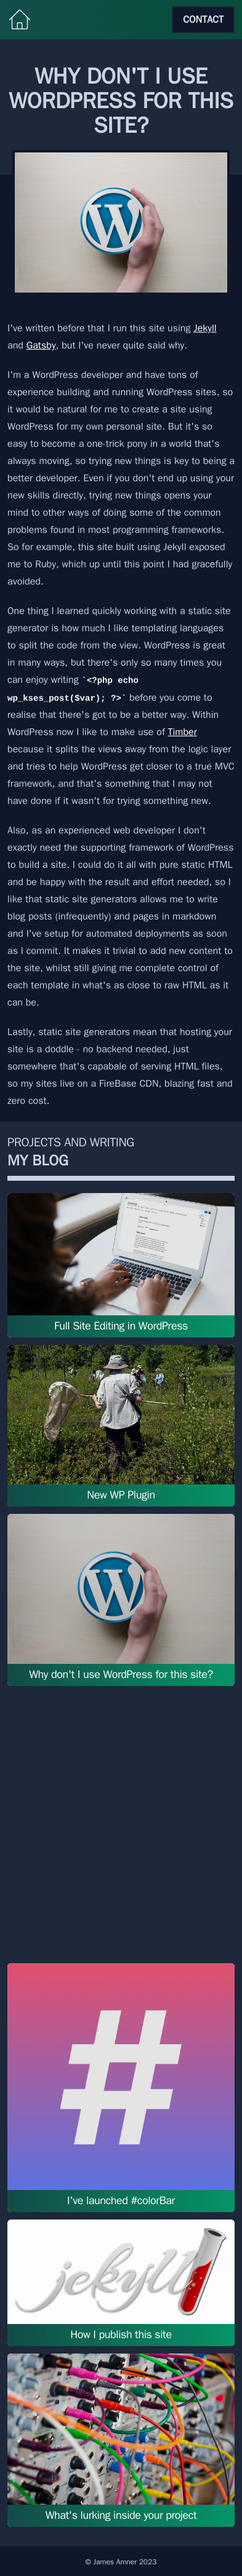 CONTACT
WHY DON'T I USE
WORDPRESS FOR THIS
SITE?
I've written before that I run this site using Jekyll
and Gatsby, but I've never quite said why.
I'm a WordPress developer and have tons of
experience building and running WordPress sites, so
it would be natural for me to create a site using
WordPress for my own personal site. But it's so
easy to become a one-trick pony in a world that's
always moving, so trying new things is key to being a
better developer. Even if you don't end up using your
new skills directly, trying new things opens your
mind to other ways of doing some of the common
problems found in most programming frameworks.
So for example, this site built using Jekyll exposed
me to Ruby, which up until this point I had gracefully
avoided.
One thing I learned quickly working with a static site
generator is how much I like templating languages
to split the code from the view. WordPress is great
in many ways, but there's only so many times you
can enjoy writing `<?php echo
wp_kses_post($var); ?>` before you come to
realise that there's got to be a better way. Within
WordPress now I like to make use of Timber
because it splits the views away from the logic layer
and tries to help WordPress get closer to a true MVC
framework, and that's something that I may not
have done if it wasn't for trying something new.
Also, as an experienced web developer I don't
exactly need the supporting framework of WordPress
to build a site. I could do it all with pure static HTML
and be happy with the result and effort needed, so I
like that static site generators allows me to write
blog posts (infrequently) and pages in markdown
and I've setup for automated deployments as soon
as I commit. It makes it trivial to add new content to
the site, whilst still giving me complete control of
each template in what's as close to raw HTML as it
can be.
Lastly, static site generators mean that hosting your
site is a doddle - no backend needed, just
somewhere that's capabale of serving HTML files,
so my sites live on a FireBase CDN, blazing fast and
zero cost.
PROJECTS AND WRITING
MY BLOG
Full Site Editing in WordPress
New WP Plugin
Why don't I use WordPress for this site?
#
I've launched #colorBar
jekyll
How I publish this site
What's lurking inside your project
© James Amner 2023